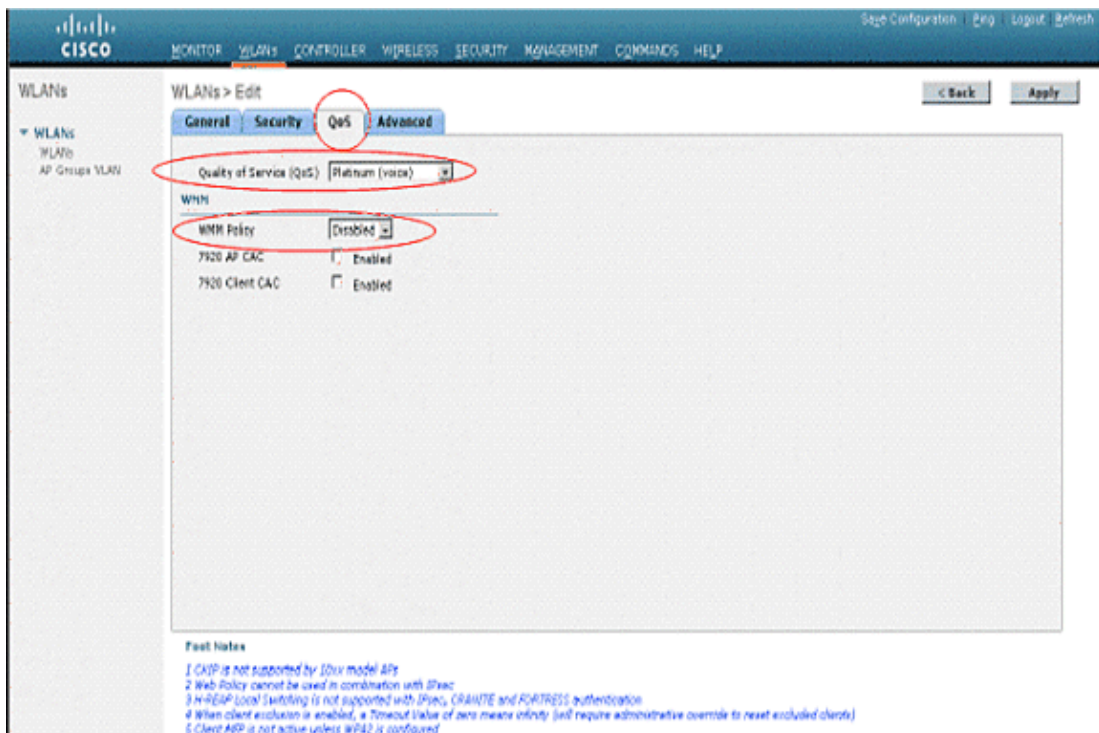 Save Configuration Ping Logout Refresh
CISCO
MONITOR WLANs CONTROLLER WIRELESS SECURITY MANAGEMENT COMMANDS HELP
WLANs
WLANs > Edit
< Back Apply
WLANs
WLANs
AP Groups VLAN
General Security QoS Advanced
Quality of Service (QoS) Platinum (voice)
WMM
WMM Policy Disabled
7920 AP CAC Enabled
7920 Client CAC Enabled
Foot Notes
1 CKIP is not supported by 10xx model APs
2 Web Policy cannot be used in combination with IPsec
3 H-REAP Local Switching is not supported with IPsec, CRANITE and FORTRESS authentication
4 When client exclusion is enabled, a Timeout Value of zero means infinity (will require administrative override to reset excluded clients)
5 Client MFP is not active unless WPA2 is configured